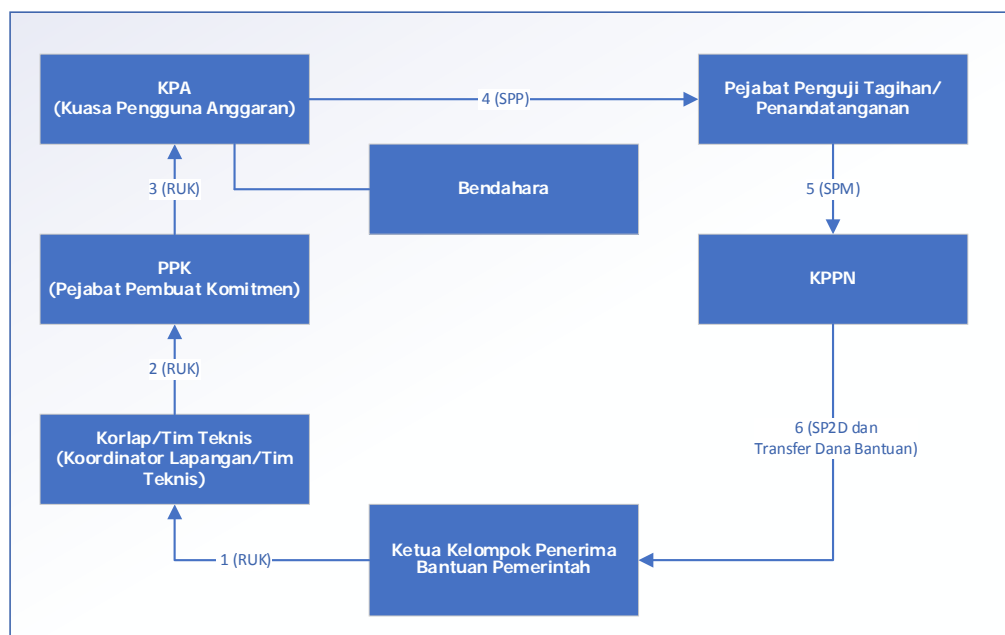 KPA
(Kuasa Pengguna Anggaran)
4 (SPP)
Pejabat Penguji Tagihan/
Penandatanganan
3 (RUK)
Bendahara
5 (SPM)
PPK
(Pejabat Pembuat Komitmen)
KPPN
2 (RUK)
Korlap/Tim Teknis
(Koordinator Lapangan/Tim
Teknis)
6 (SP2D dan
Transfer Dana Bantuan)
1 (RUK)
Ketua Kelompok Penerima
Bantuan Pemerintah